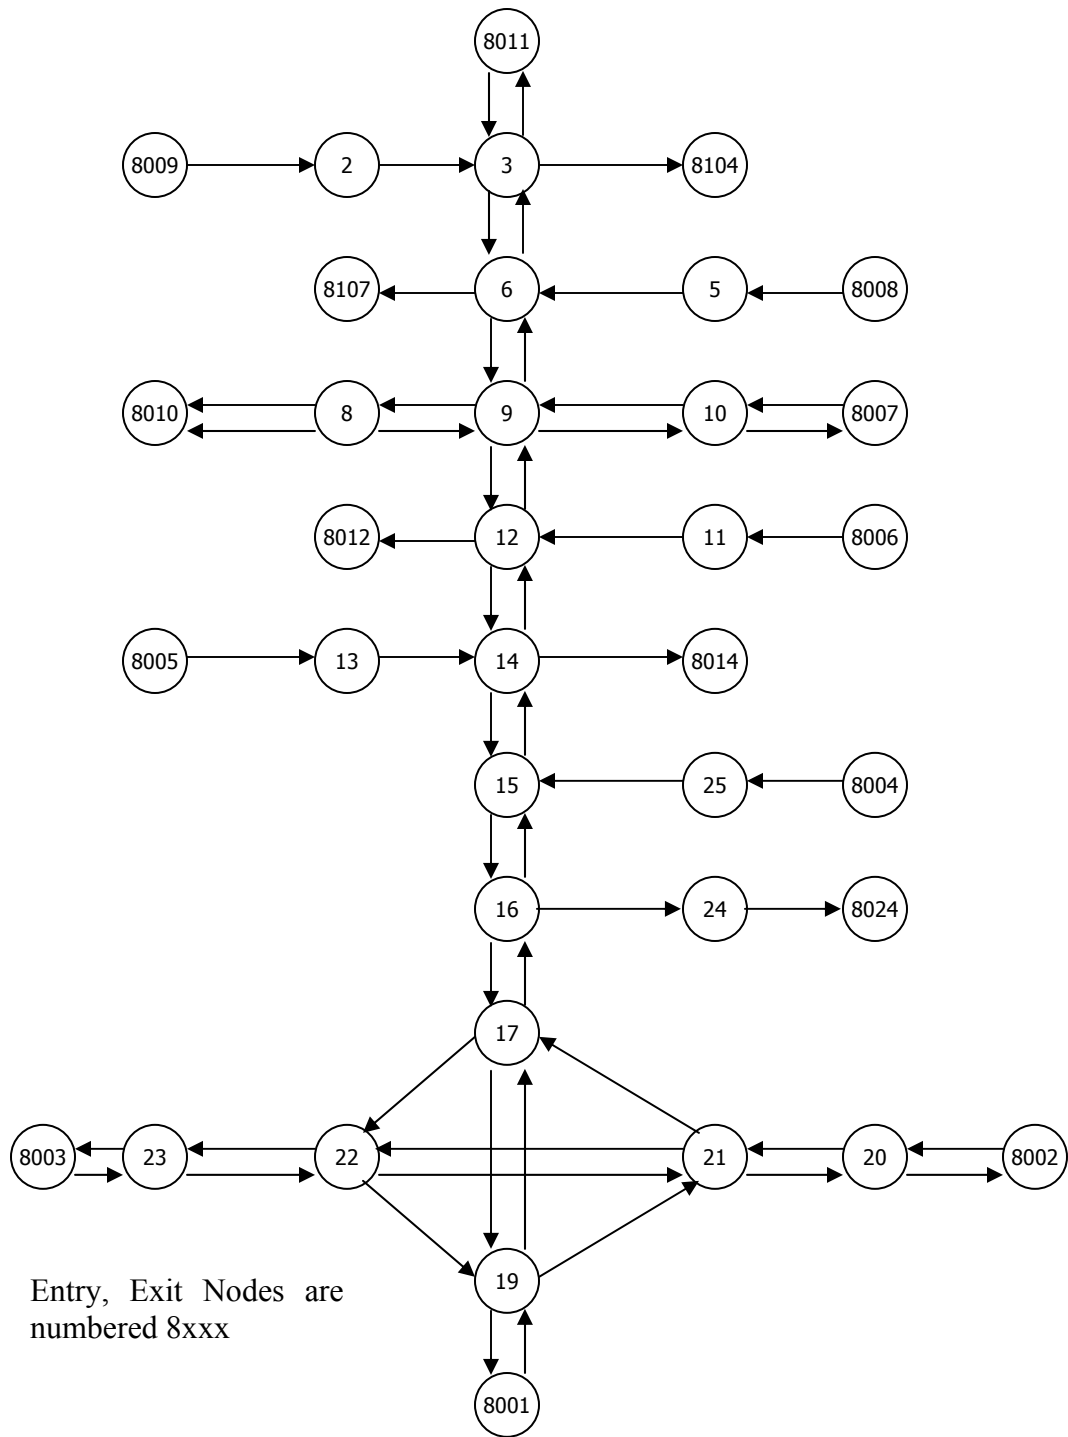 8011
8009 2 3 8104
8107 6 5 8008
8010 8 9 10 8007
8012 12 11 8006
8005 13 14 8014
15 25 8004
16 24 8024
17
8003 23 22 21 20 8002
19
Entry, Exit Nodes are
numbered 8xxx
8001